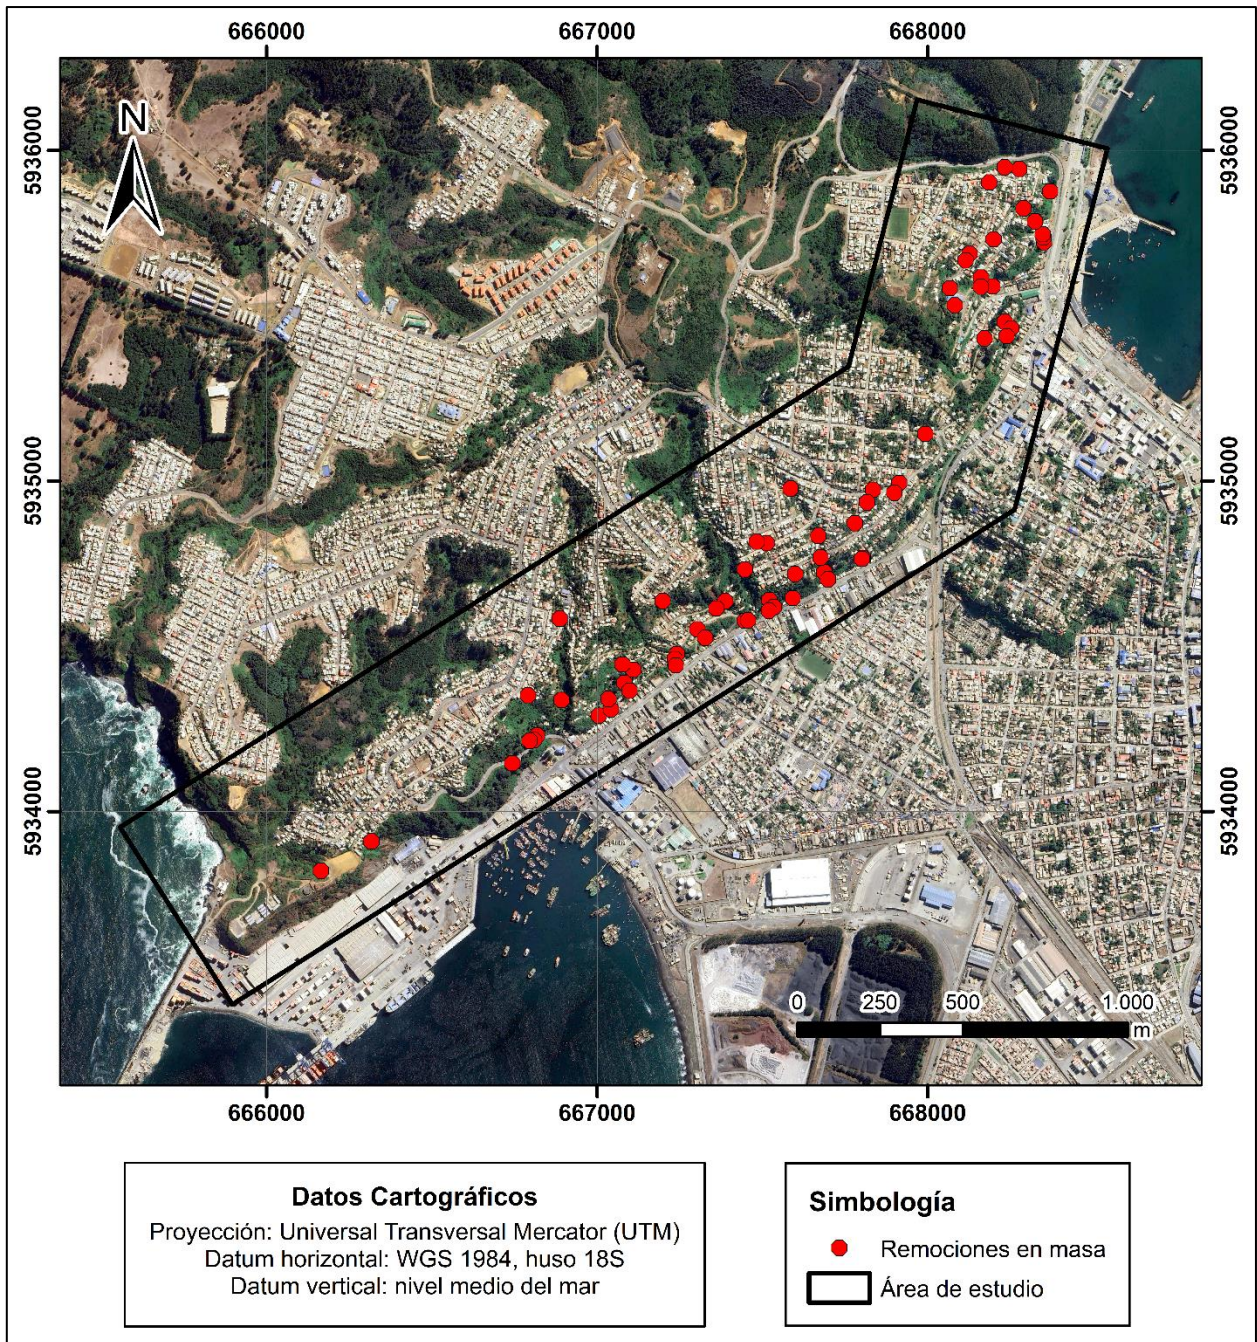 666000 667000 668000
N
5936000 5936000
5935000 5935000
5934000 5934000
0 250 500 1.000
m
666000 667000 668000
Datos Cartográficos
Proyección: Universal Transversal Mercator (UTM)
Datum horizontal: WGS 1984, huso 18S
Datum vertical: nivel medio del mar
Simbología
Remociones en masa
Área de estudio